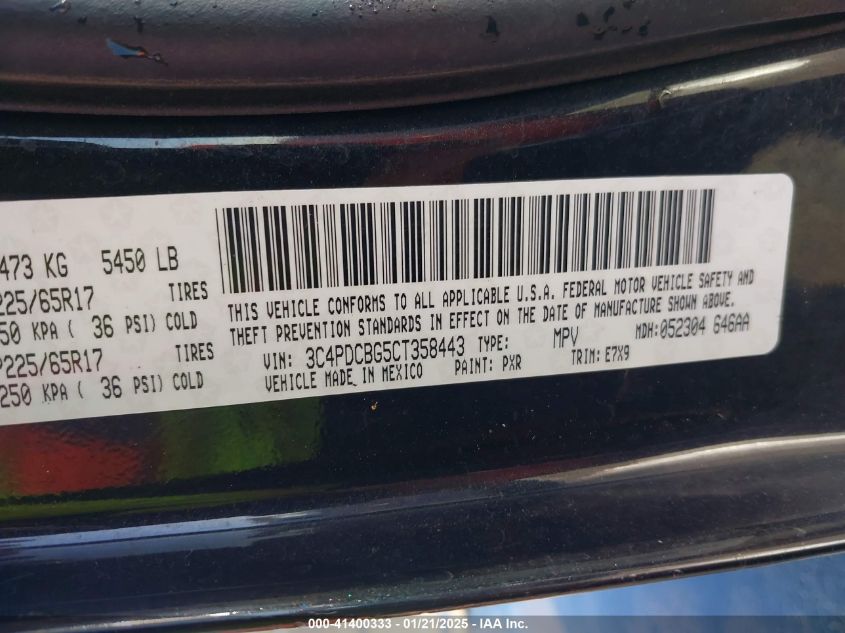 473 KG 5450 LB
225/65R17 TIRES
250 KPA ( 36 PSI) COLD
P225/65R17 TIRES
250 KPA ( 36 PSI) COLD
THIS VEHICLE CONFORMS TO ALL APPLICABLE U.S.A. FEDERAL MOTOR VEHICLE SAFETY AND
THEFT PREVENTION STANDARDS IN EFFECT ON THE DATE OF MANUFACTURE SHOWN ABOVE.
VIN: 3C4PDCBG5CT358443 TYPE: MPV MDH: 052304 646AA
VEHICLE MADE IN MEXICO PAINT: PXR TRIM: E7X9
000-41400333 - 01/21/2025 - IAA Inc.